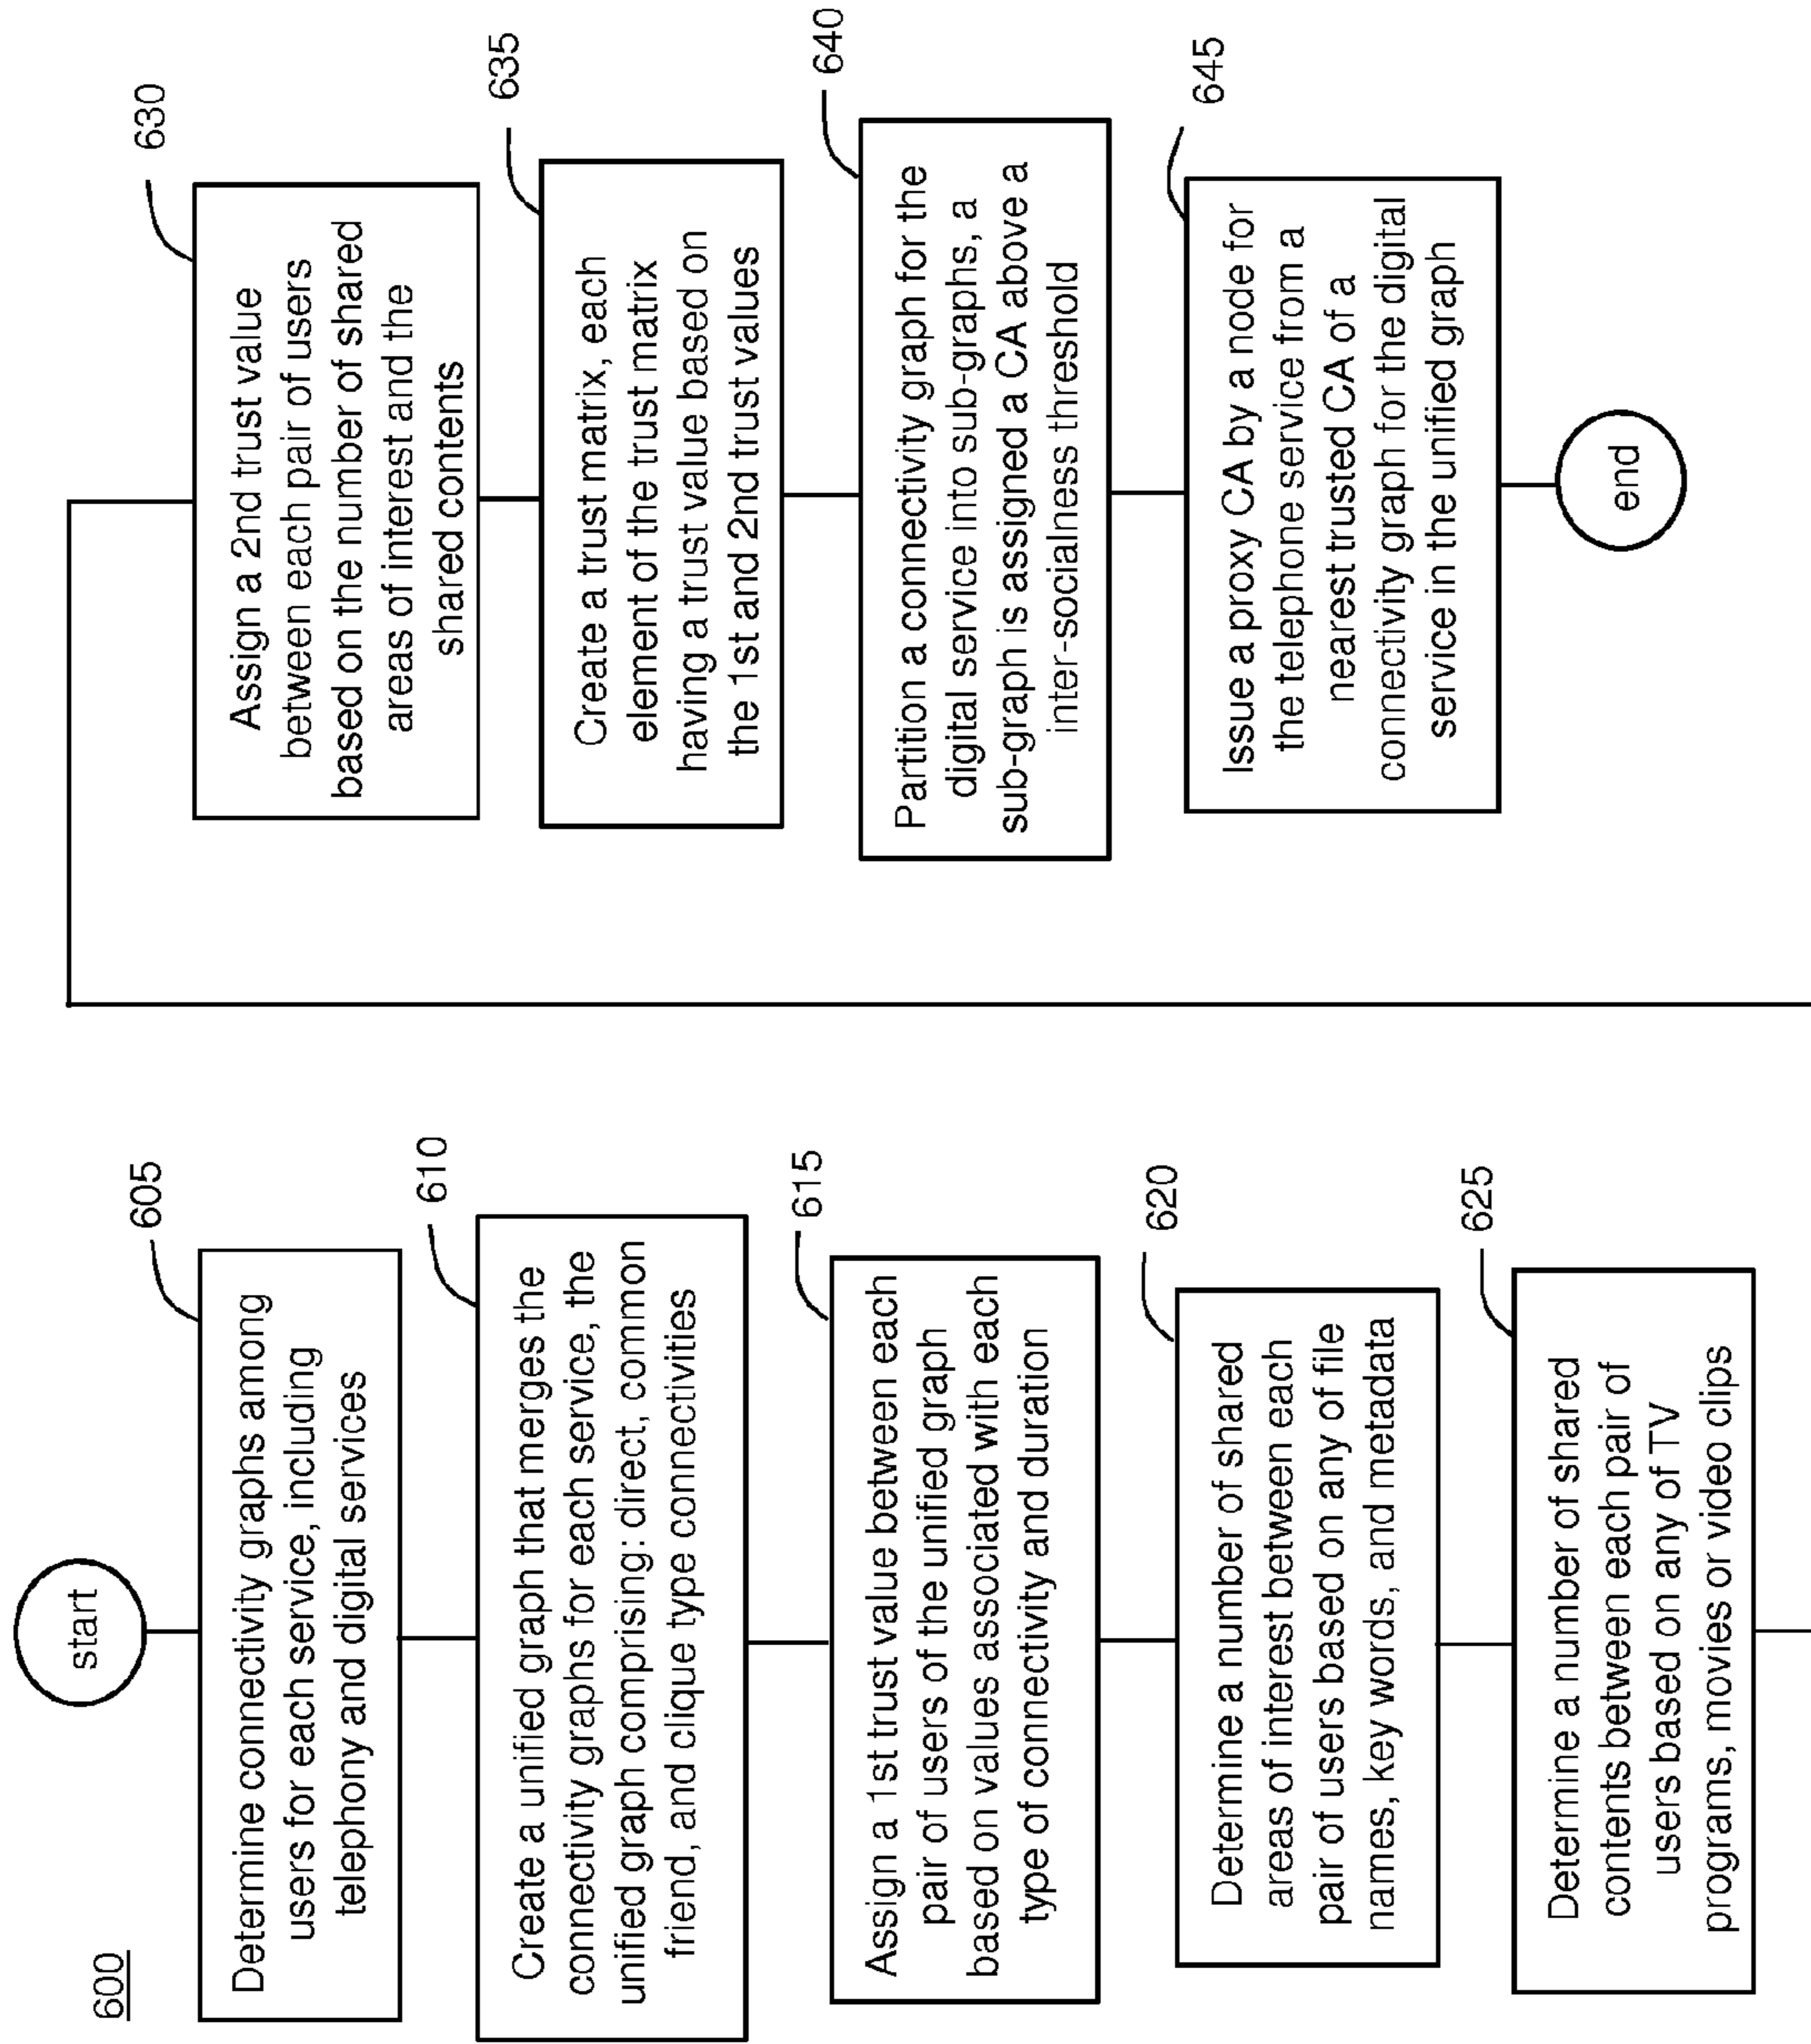 600
start
605
Determine connectivity graphs among
users for each service, including
telephony and digital services
610
Create a unified graph that merges the
connectivity graphs for each service, the
unified graph comprising: direct, common
friend, and clique type connectivities
615
Assign a 1st trust value between each
pair of users of the unified graph
based on values associated with each
type of connectivity and duration
620
Determine a number of shared
areas of interest between each
pair of users based on any of file
names, key words, and metadata
625
Determine a number of shared
contents between each pair of
users based on any of TV
programs, movies or video clips
630
Assign a 2nd trust value
between each pair of users
based on the number of shared
areas of interest and the
shared contents
635
Create a trust matrix, each
element of the trust matrix
having a trust value based on
the 1st and 2nd trust values
640
Partition a connectivity graph for the
digital service into sub-graphs, a
sub-graph is assigned a CA above a
inter-socialness threshold
645
Issue a proxy CA by a node for
the telephone service from a
nearest trusted CA of a
connectivity graph for the digital
service in the unified graph
end